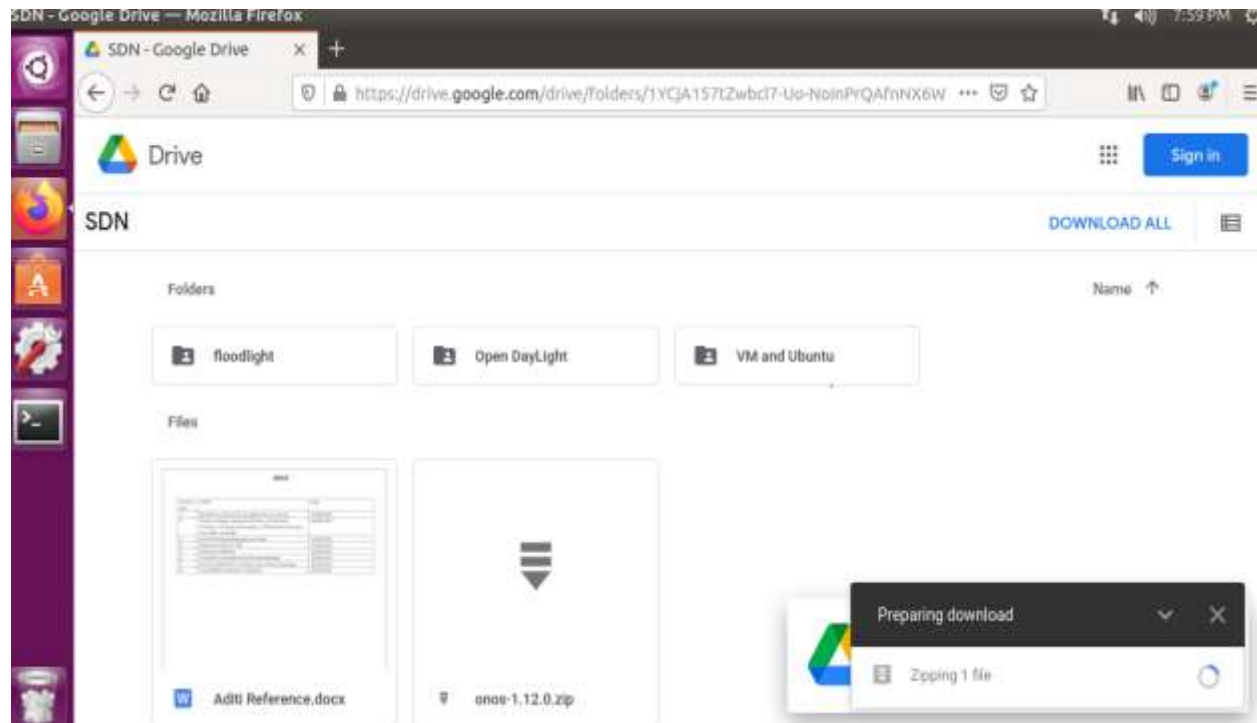 SDN - Google Drive — Mozilla Firefox
7:59 PM
SDN - Google Drive
Drive
Sign in
SDN
DOWNLOAD ALL
Folders
Name
floodlight
Open DayLight
VM and Ubuntu
Files
Aditi Reference.docx
onos-1.12.0.zip
Preparing download
Zipping 1 file